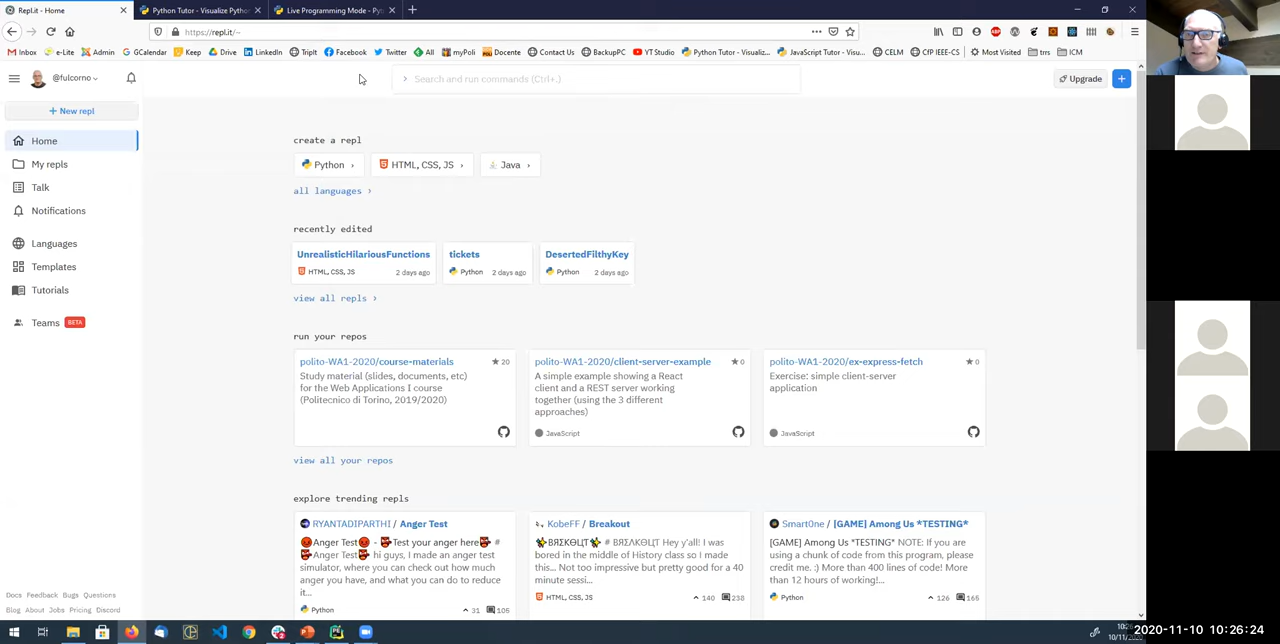 Repl.it - Home
Python Tutor - Visualize Python
Live Programming Mode - Py
https://repl.it/~
Inbox e-Lite Admin GCalendar Keep Drive LinkedIn TripIt Facebook Twitter All myPoli Docente Contact Us BackupPC YT Studio Python Tutor - Visualiz... JavaScript Tutor - Visu... CELM CfP IEEE-CS Most Visited trrs ICM
@fulcorno
Search and run commands (Ctrl+.)
Upgrade
+ New repl
Home
My repls
Talk
Notifications
Languages
Templates
Tutorials
Teams BETA
Docs Feedback Bugs Questions
Blog About Jobs Pricing Discord
create a repl
Python › HTML, CSS, JS › Java ›
all languages ›
recently edited
UnrealisticHilariousFunctions
HTML, CSS, JS 2 days ago
tickets
Python 2 days ago
DesertedFilthyKey
Python 2 days ago
view all repls ›
run your repos
polito-WA1-2020/course-materials 20
Study material (slides, documents, etc)
for the Web Applications I course
(Politecnico di Torino, 2019/2020)
polito-WA1-2020/client-server-example 0
A simple example showing a React
client and a REST server working
together (using the 3 different
approaches)
JavaScript
polito-WA1-2020/ex-express-fetch 0
Exercise: simple client-server
application
JavaScript
view all your repos
explore trending repls
RYANTADIPARTHI / Anger Test
Anger Test - Test your anger here #
Anger Test hi guys, I made an anger test
simulator, where you can check out how much
anger you have, and what you can do to reduce
it...
Python 31 105
KobeFF / Breakout
# Hey y'all! I was
bored in the middle of History class so I made
this... Not too impressive but pretty good for a 40
minute sessi...
HTML, CSS, JS 140 238
Smart0ne / [GAME] Among Us *TESTING*
[GAME] Among Us *TESTING* NOTE: If you are
using a chunk of code from this program, please
credit me. :) More than 400 lines of code! More
than 12 hours of working!...
Python 126 165
2020-11-10 10:26:24